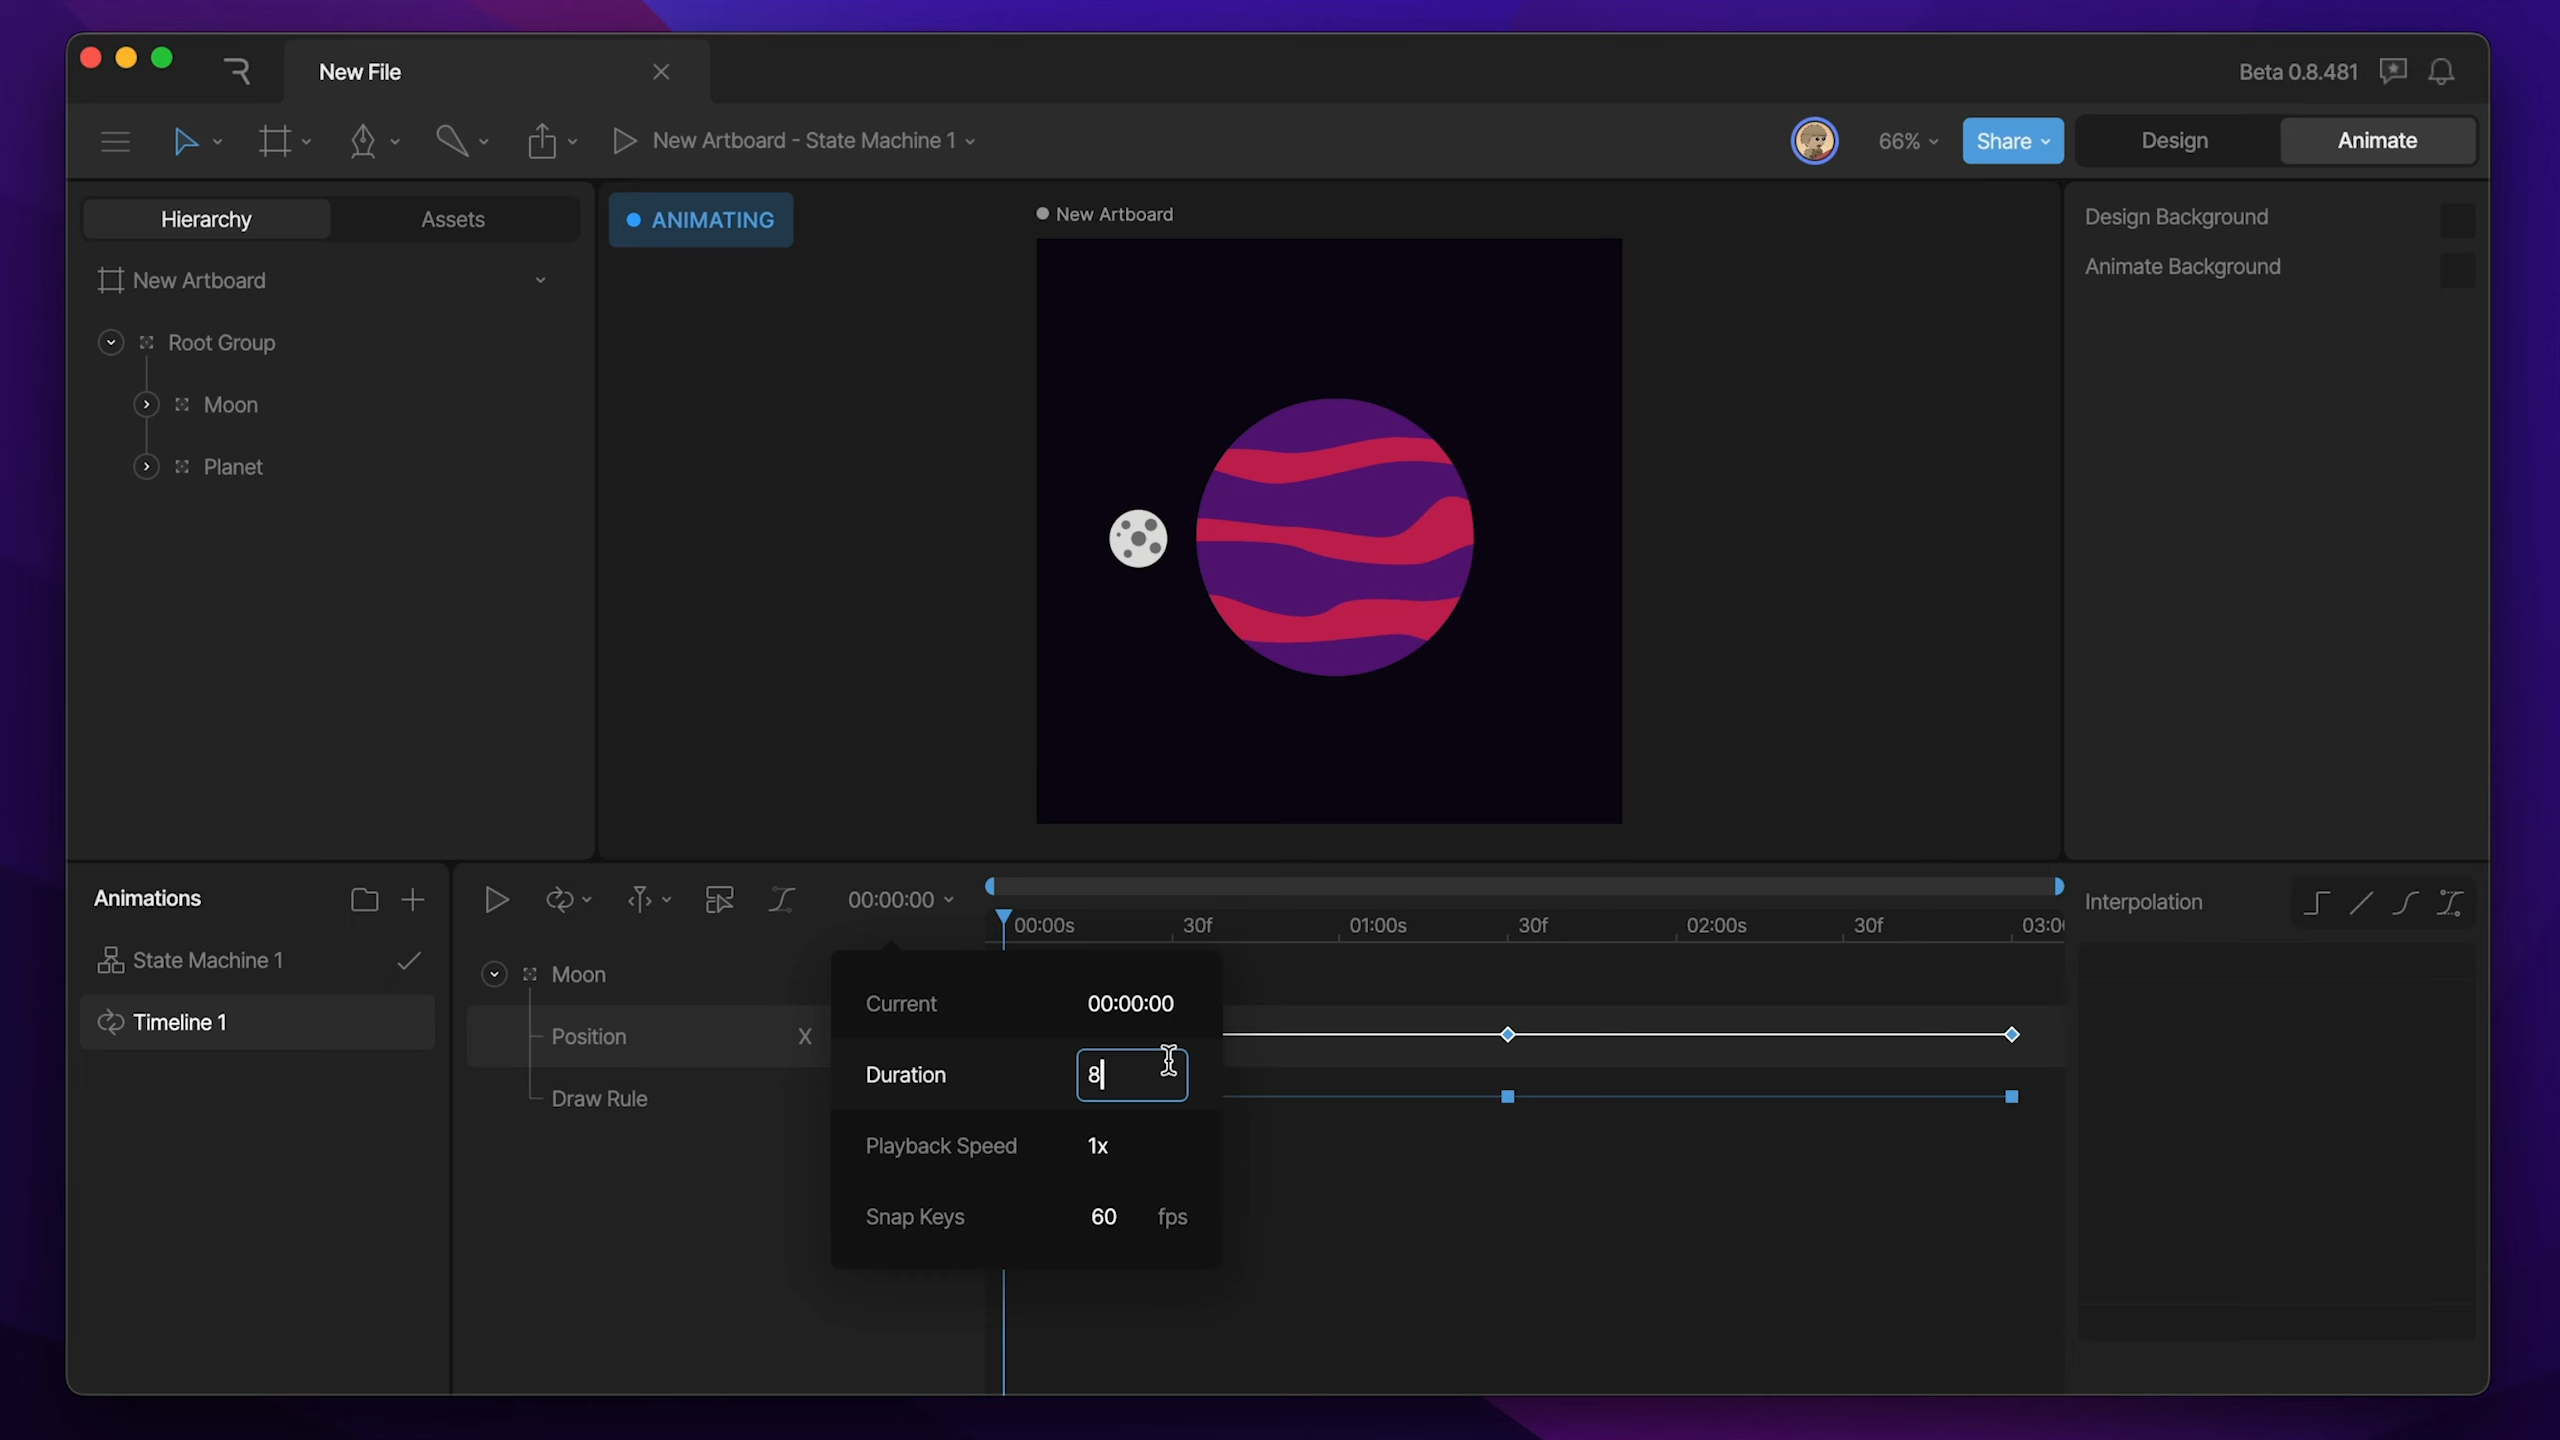 New File
Beta 0.8.481
New Artboard - State Machine 1
66%
Share
Design
Animate
Hierarchy
Assets
ANIMATING
New Artboard
Design Background
Animate Background
New Artboard
Root Group
Moon
Planet
Animations
00:00:00
00:00s
30f
01:00s
30f
02:00s
30f
03:0
Interpolation
State Machine 1
Timeline 1
Moon
Position
X
Draw Rule
Current
00:00:00
Duration
8
Playback Speed
1x
Snap Keys
60
fps